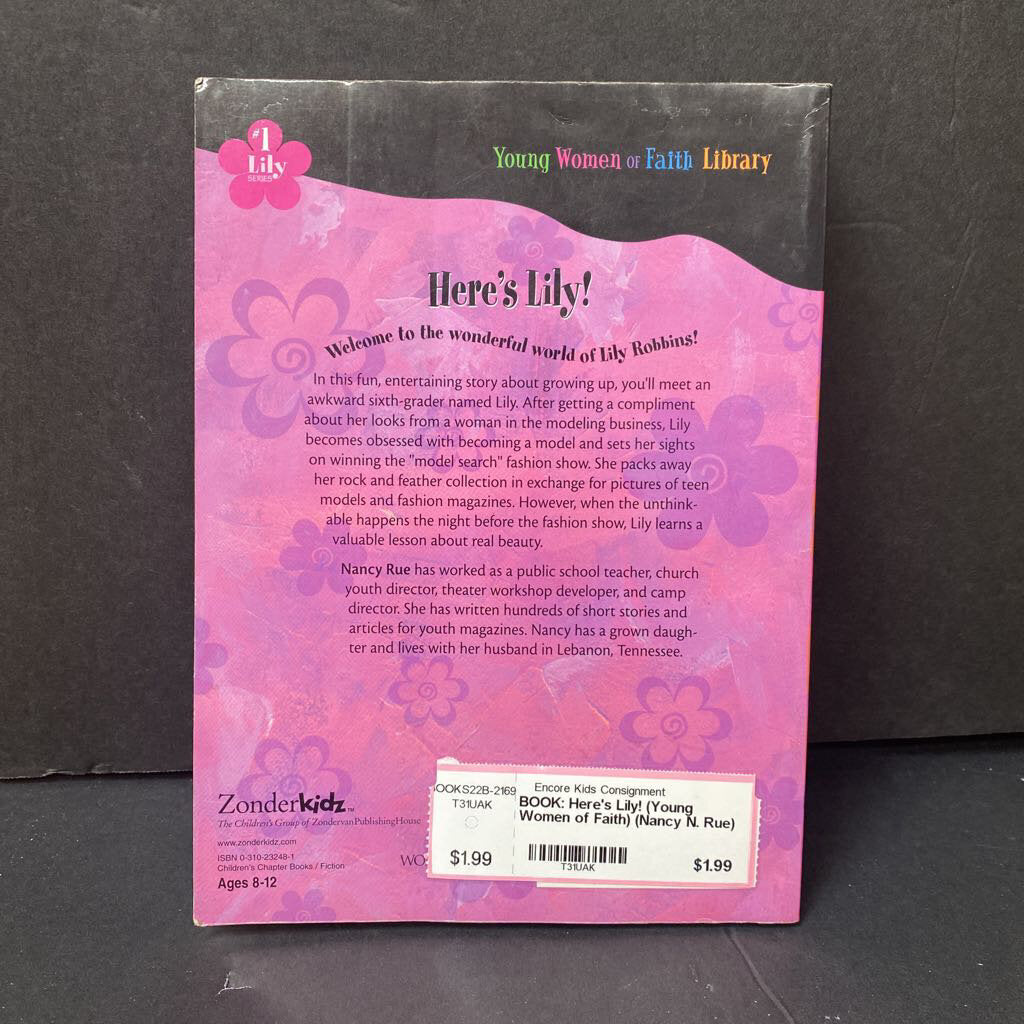 #1
Lily
SERIES
Young Women of Faith Library
Here's Lily!
Welcome to the wonderful world of Lily Robbins!
In this fun, entertaining story about growing up, you'll meet an
awkward sixth-grader named Lily. After getting a compliment
about her looks from a woman in the modeling business, Lily
becomes obsessed with becoming a model and sets her sights
on winning the "model search" fashion show. She packs away
her rock and feather collection in exchange for pictures of teen
models and fashion magazines. However, when the unthink-
able happens the night before the fashion show, Lily learns a
valuable lesson about real beauty.
Nancy Rue has worked as a public school teacher, church
youth director, theater workshop developer, and camp
director. She has written hundreds of short stories and
articles for youth magazines. Nancy has a grown daugh-
ter and lives with her husband in Lebanon, Tennessee.
Zonderkidz™
The Children's Group of ZondervanPublishingHouse
www.zonderkidz.com
ISBN 0-310-23248-1
Children's Chapter Books / Fiction
Ages 8-12
WO
OOKS22B-2169
T31UAK
$1.99
Encore Kids Consignment
BOOK: Here's Lily! (Young
Women of Faith) (Nancy N. Rue)
T31UAK
$1.99